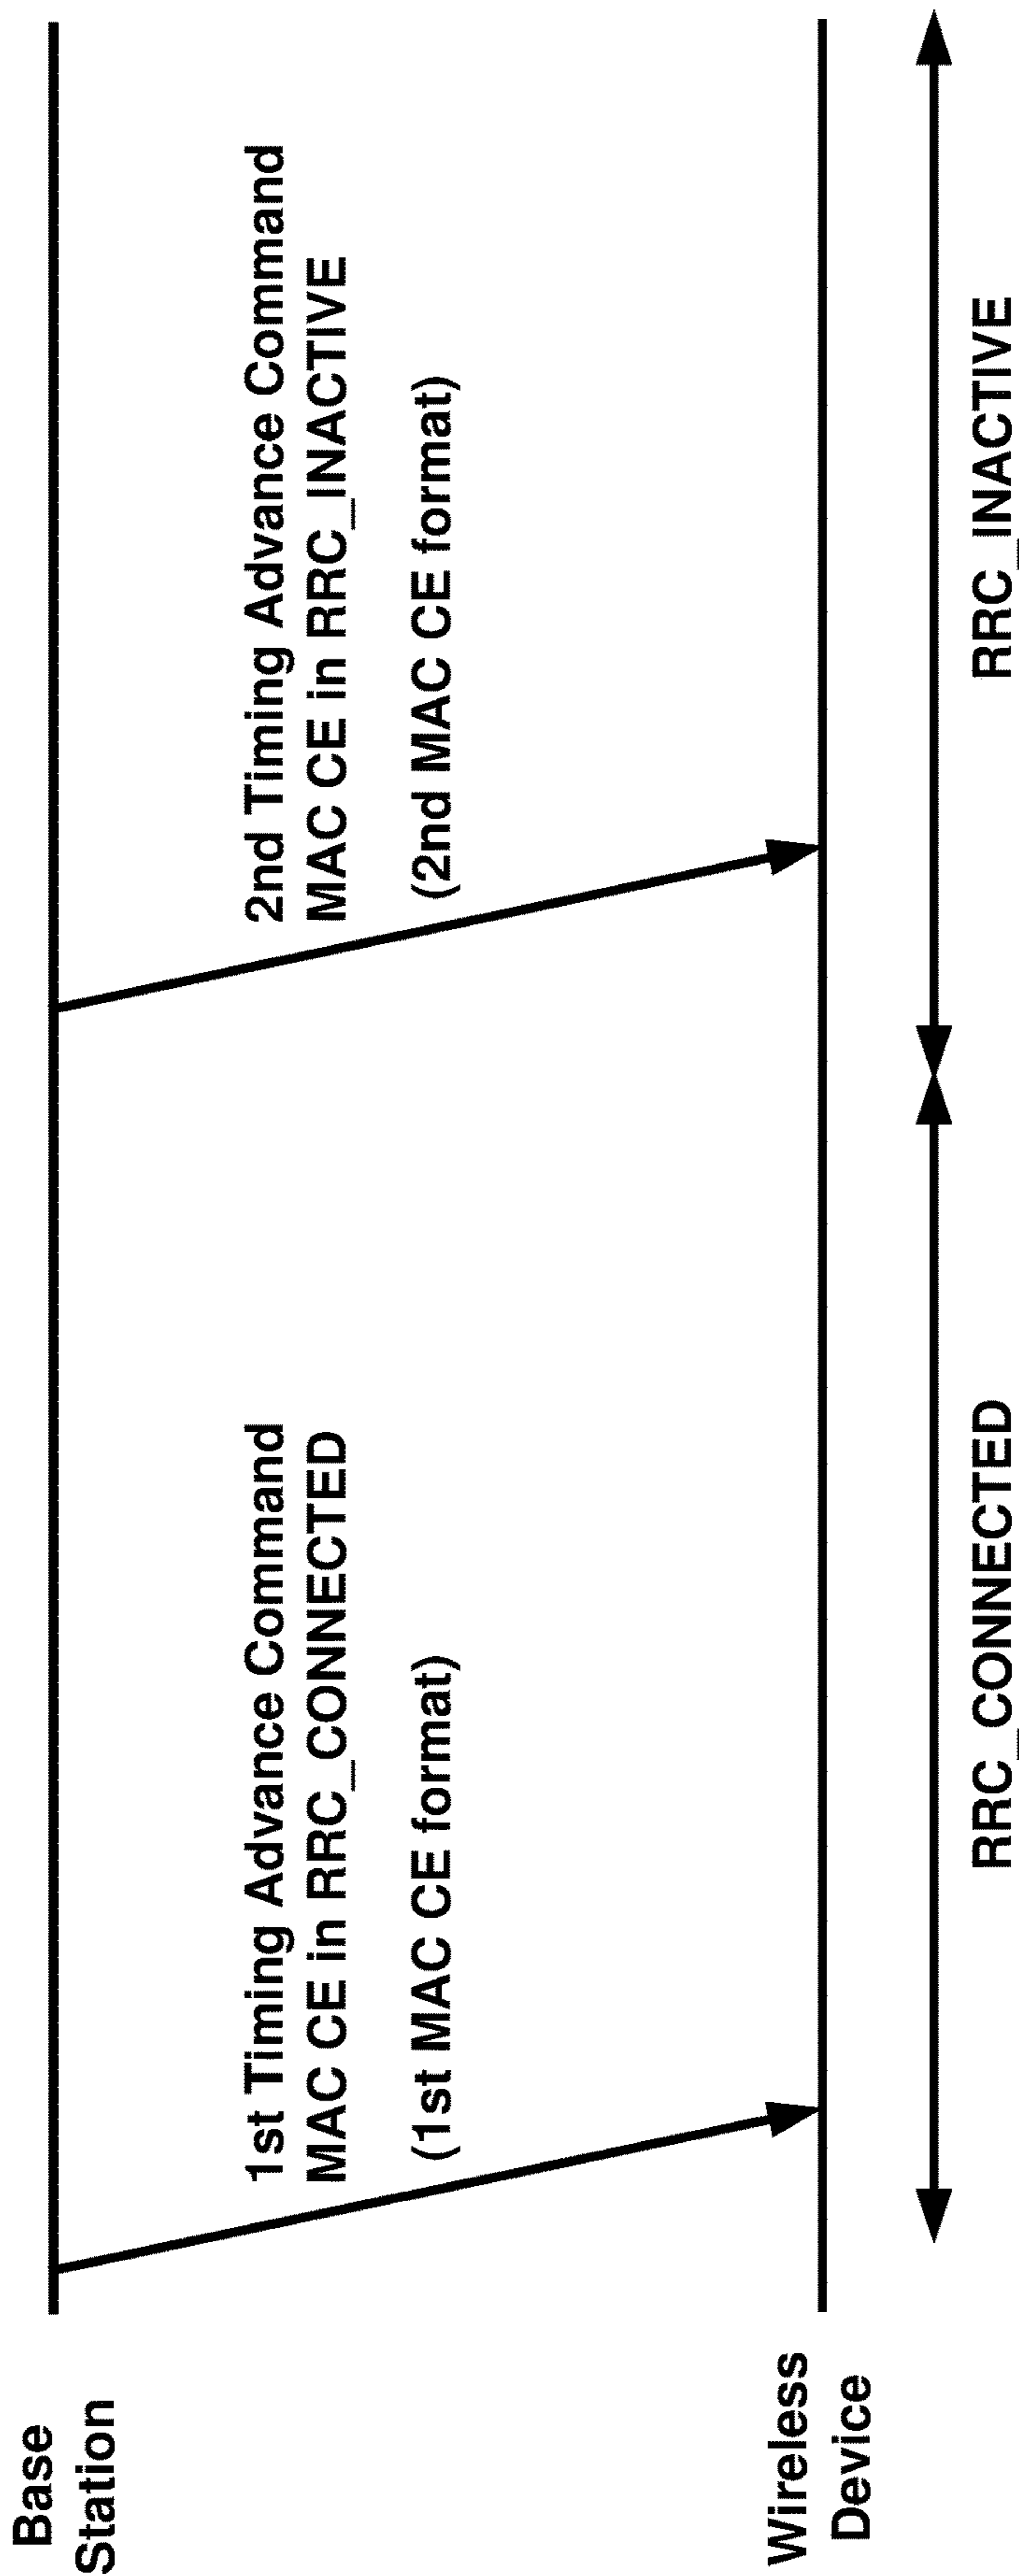 Base
Station
1st Timing Advance Command
MAC CE in RRC_CONNECTED
(1st MAC CE format)
2nd Timing Advance Command
MAC CE in RRC_INACTIVE
(2nd MAC CE format)
Wireless
Device
RRC_CONNECTED
RRC_INACTIVE